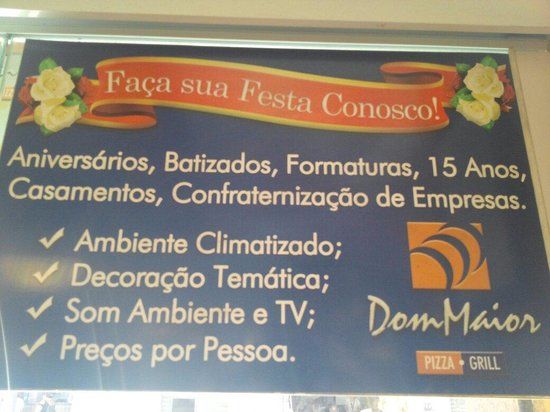 Faça sua Festa Conosco!
Aniversários, Batizados, Formaturas, 15 Anos,
Casamentos, Confraternização de Empresas.
Ambiente Climatizado;
Decoração Temática;
Som Ambiente e TV;
Preços por Pessoa.
DomMaior
PIZZA • GRILL